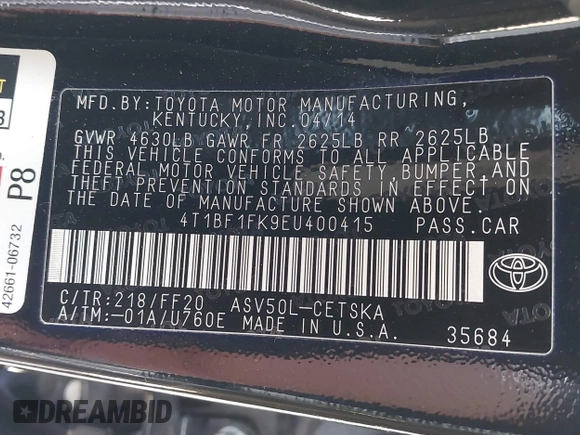 MFD.BY:TOYOTA MOTOR MANUFACTURING,
KENTUCKY,INC.04/14
GVWR 4630LB GAWR FR 2625LB RR 2625LB
THIS VEHICLE CONFORMS TO ALL APPLICABLE
FEDERAL MOTOR VEHICLE SAFETY,BUMPER,AND
THEFT PREVENTION STANDARDS IN EFFECT ON
THE DATE OF MANUFACTURE SHOWN ABOVE.
4T1BF1FK9EU400415 PASS.CAR
C/TR:218/FF20 ASV50L-CETSKA
A/TM:-01A/U760E MADE IN U.S.A. 35684
TOYOTA
42661-06732
P8
DREAMBID